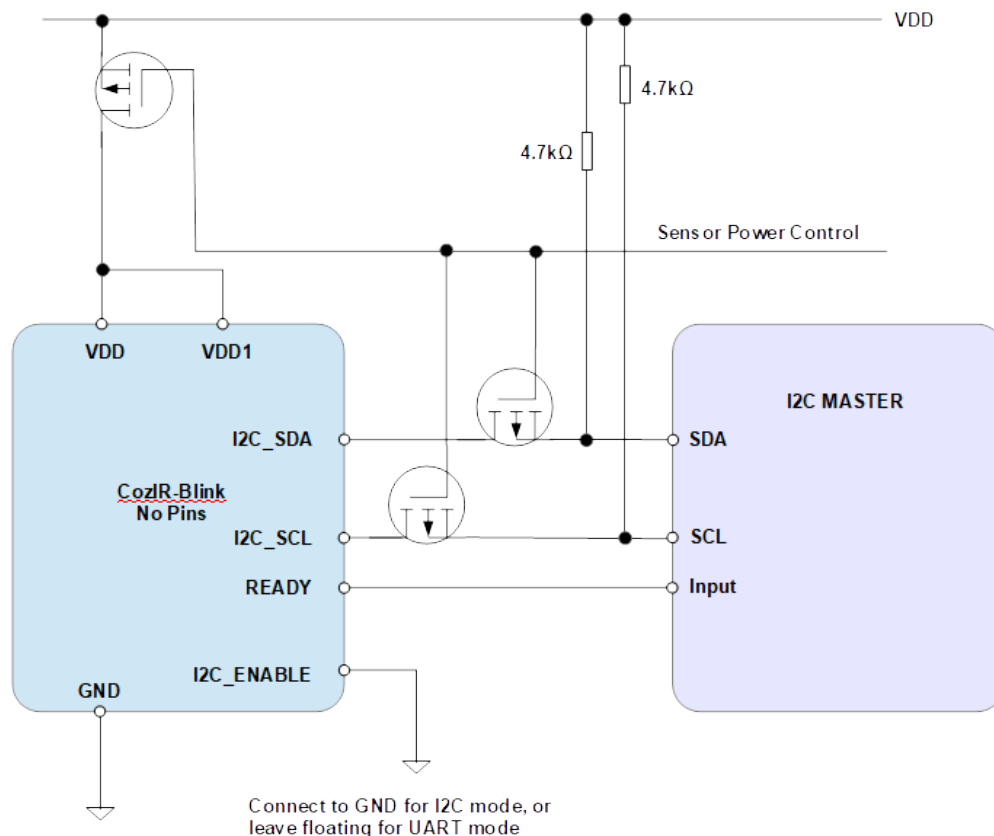 VDD
4.7kΩ
4.7kΩ
Sensor Power Control
VDD
VDD1
I2C MASTER
I2C_SDA
SDA
CozIR-Blink
No Pins
I2C_SCL
SCL
READY
Input
I2C_ENABLE
GND
Connect to GND for I2C mode, or
leave floating for UART mode